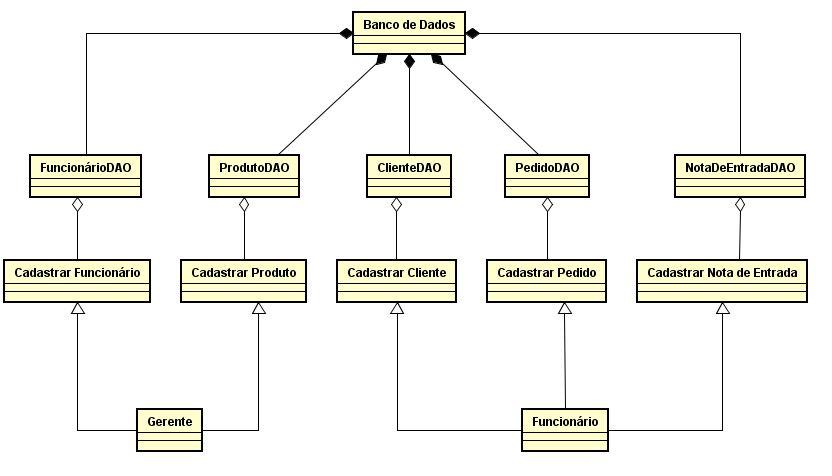 Banco de Dados
FuncionárioDAO
ProdutoDAO
ClienteDAO
PedidoDAO
NotaDeEntradaDAO
Cadastrar Funcionário
Cadastrar Produto
Cadastrar Cliente
Cadastrar Pedido
Cadastrar Nota de Entrada
Gerente
Funcionário